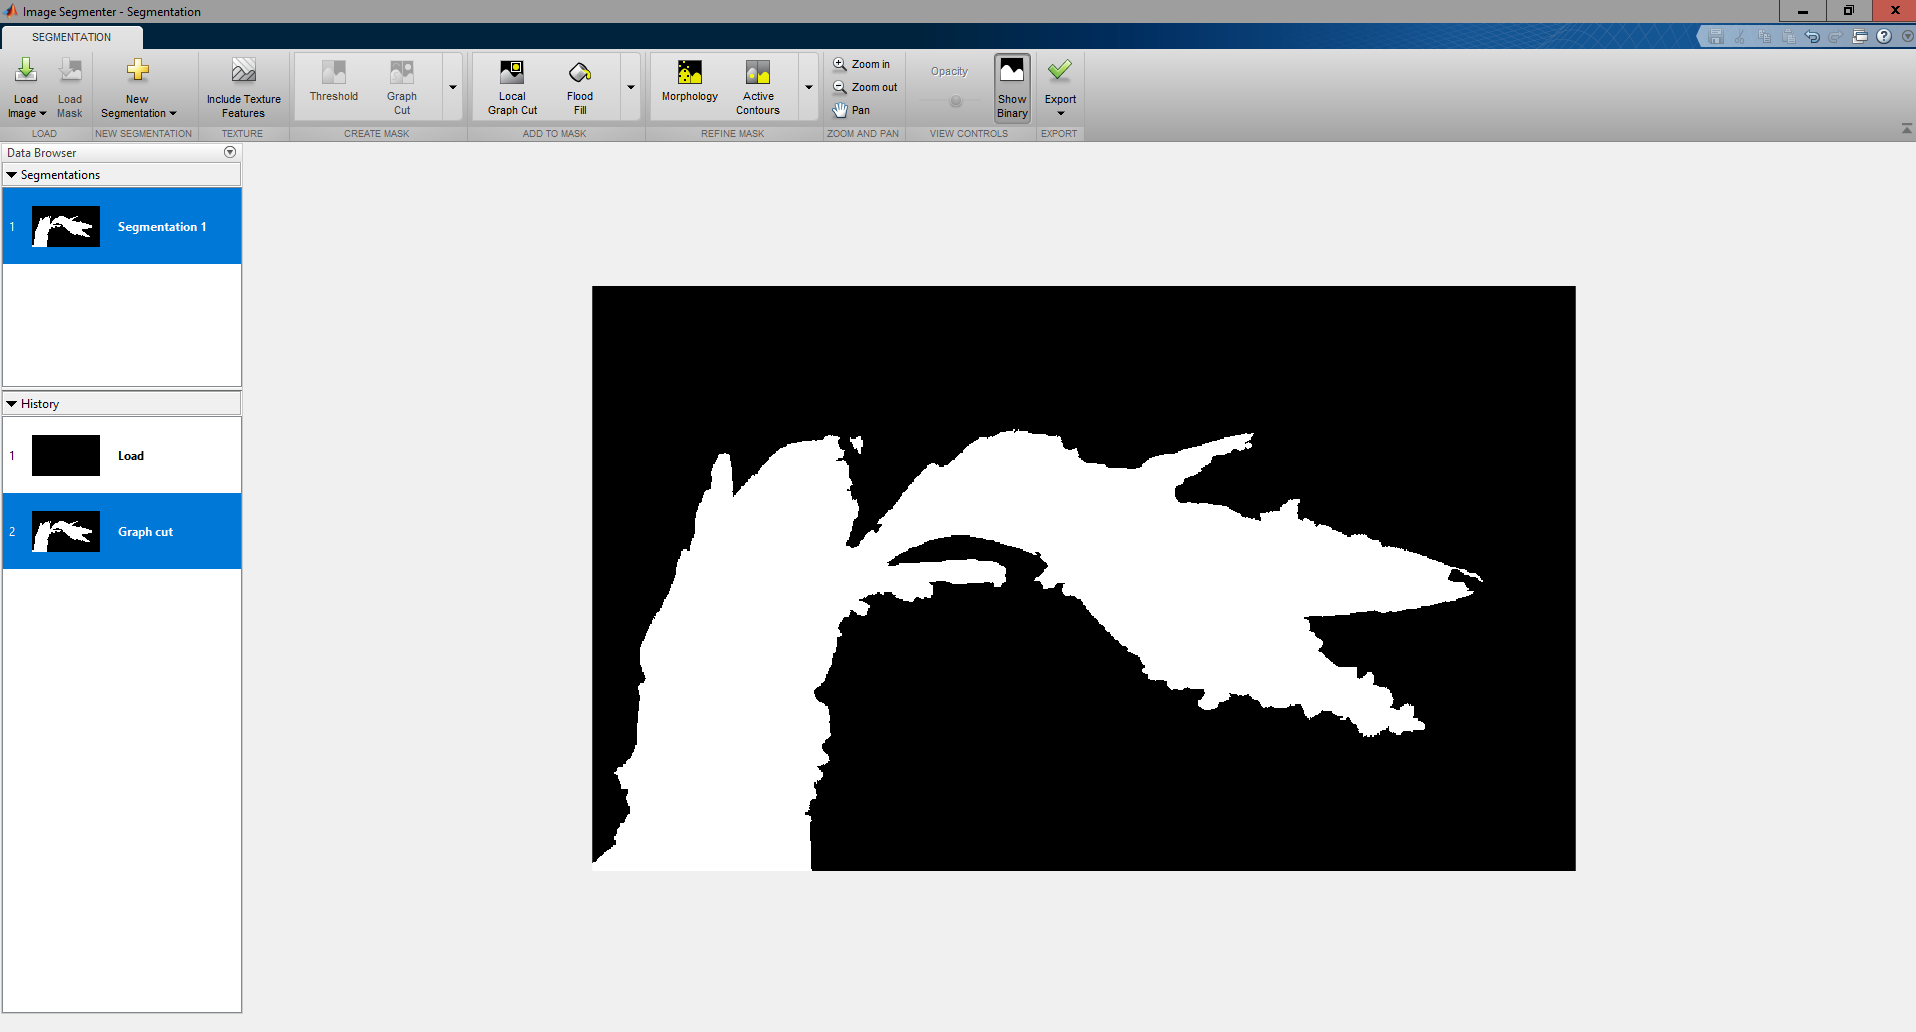 Image Segmenter - Segmentation
SEGMENTATION
Load
Image
Load
Mask
New
Segmentation
Include Texture
Features
Threshold
Graph
Cut
Local
Graph Cut
Flood
Fill
Morphology
Active
Contours
Zoom in
Zoom out
Pan
Opacity
Show
Binary
Export
LOAD
NEW SEGMENTATION
TEXTURE
CREATE MASK
ADD TO MASK
REFINE MASK
ZOOM AND PAN
VIEW CONTROLS
EXPORT
Data Browser
Segmentations
1 Segmentation 1
History
1 Load
2 Graph cut